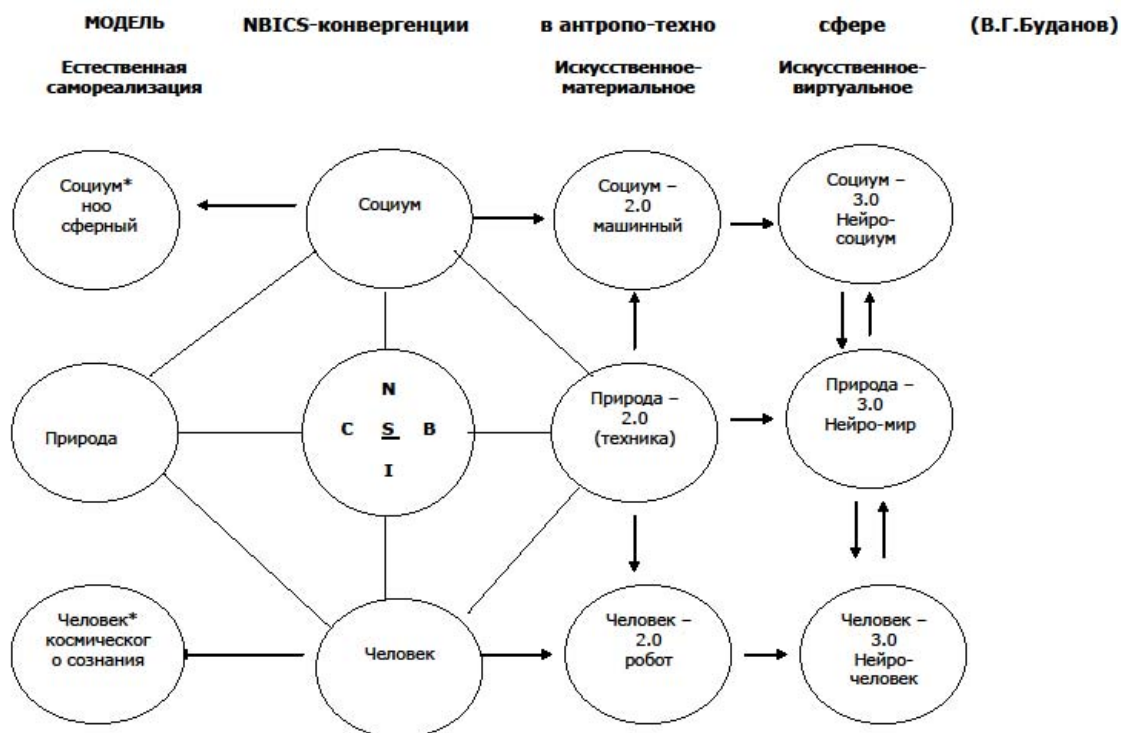 МОДЕЛЬ NBICS-конвергенции в антропо-техно сфере (В.Г.Буданов)
Естественная самореализация
Искусственное-материальное
Искусственное-виртуальное
Социум*
ноо
сферный
Социум
Социум –
2.0
машинный
Социум –
3.0
Нейро-
социум
Природа
N
C S B
I
Природа –
2.0
(техника)
Природа –
3.0
Нейро-мир
Человек*
космическог
о сознания
Человек
Человек –
2.0
робот
Человек –
3.0
Нейро-
человек